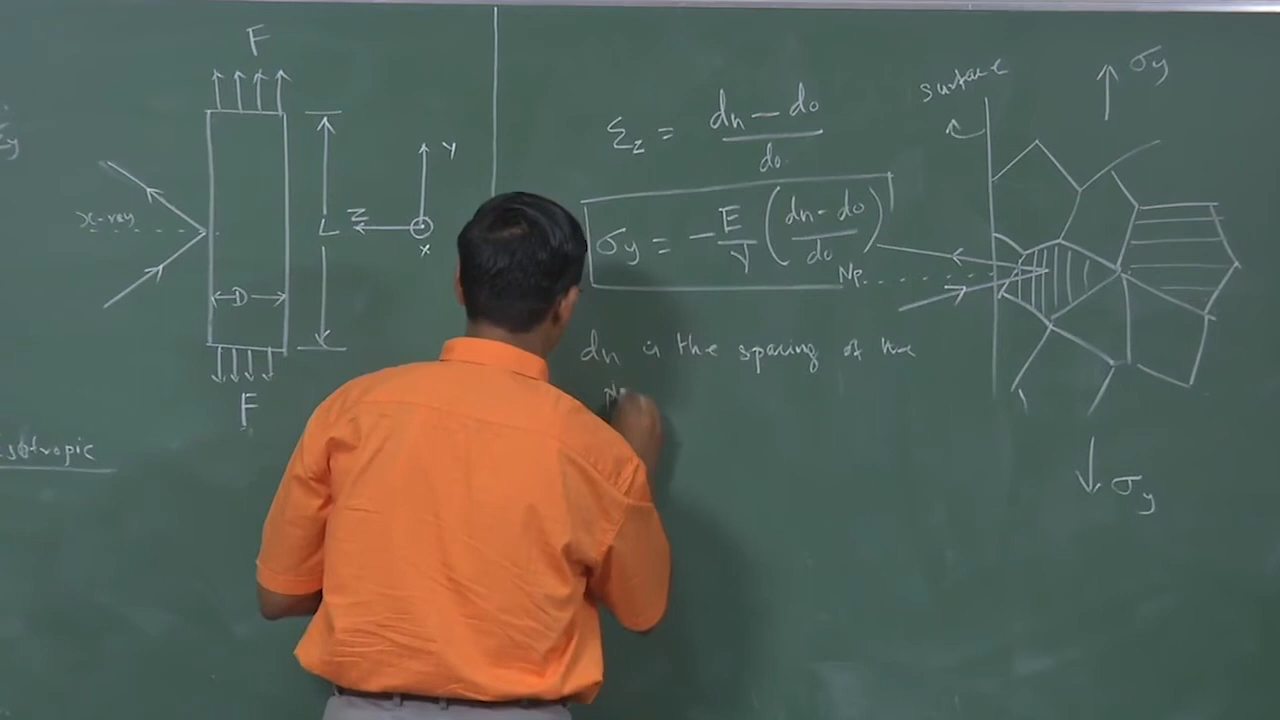 F
x-ray
D
L
F
Y
Z
X
isotropic
εz = dn - do / do
σy = - E/ν (dn - do / do)
dn is the spacing of the
surface
σy
Np
σy